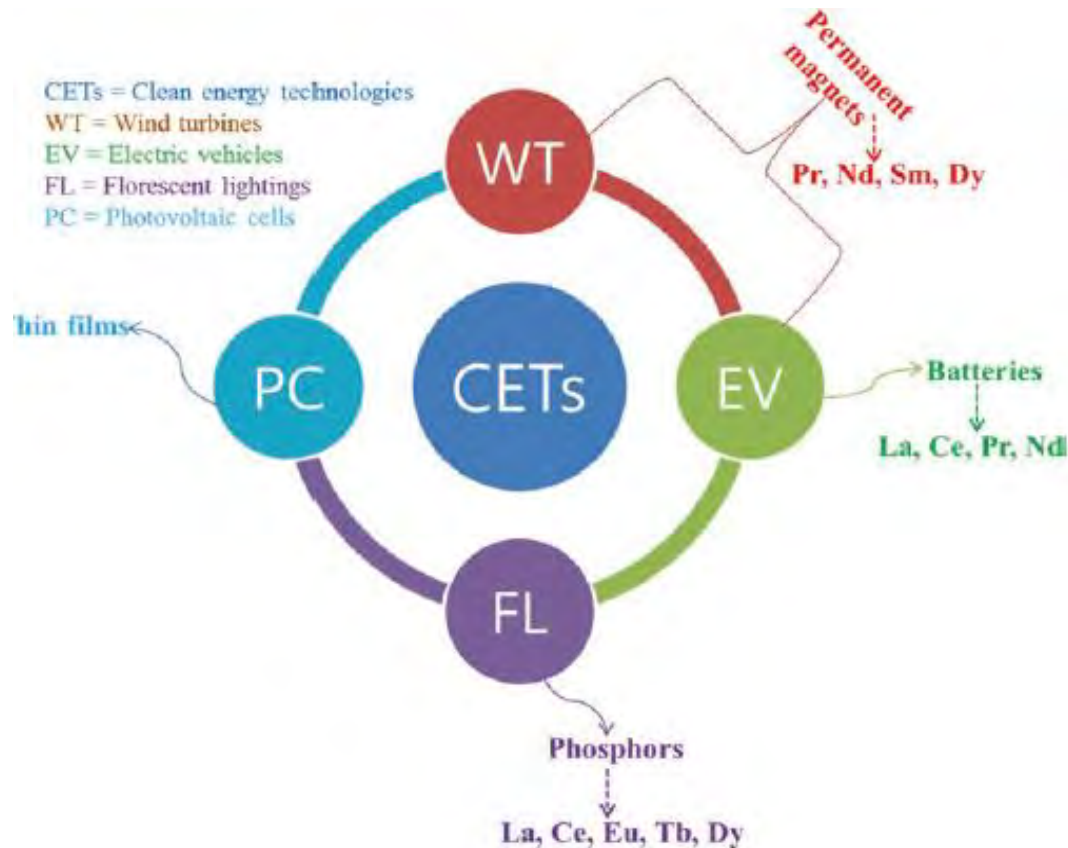 CETs = Clean energy technologies
WT = Wind turbines
EV = Electric vehicles
FL = Florescent lightings
PC = Photovoltaic cells
Permanent
magnets
Pr, Nd, Sm, Dy
WT
hin films
PC
CETs
EV
Batteries
La, Ce, Pr, Nd
FL
Phosphors
La, Ce, Eu, Tb, Dy